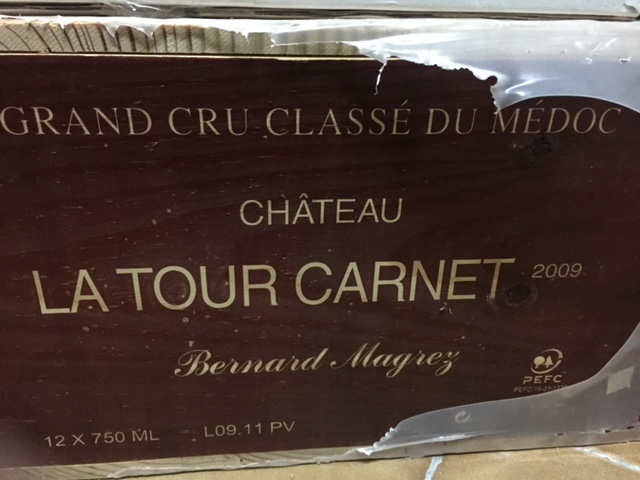 GRAND CRU CLASSÉ DU MÉDOC
CHÂTEAU
LA TOUR CARNET 2009
Bernard Magrez
PEFC
12 X 750 ML L09.11 PV